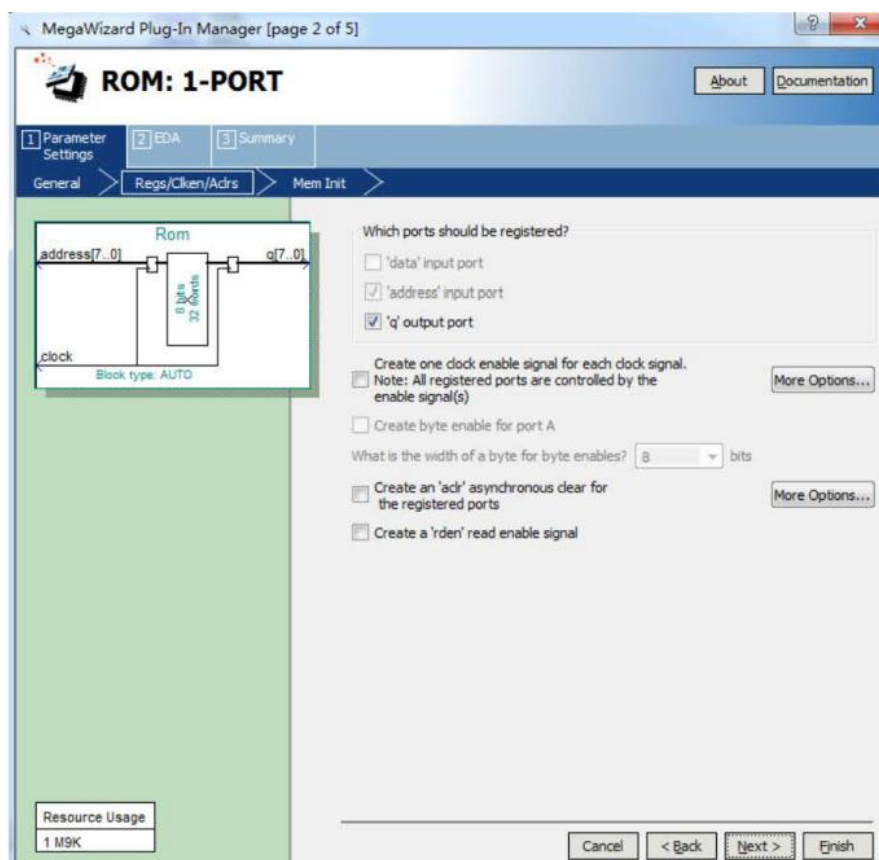 MegaWizard Plug-In Manager [page 2 of 5]
ROM: 1-PORT
About
Documentation
1 Parameter Settings
2 EDA
3 Summary
General
Regs/Clken/Adrs
Mem Init
Rom
address[7..0]
q[7..0]
8 bits
32 words
clock
Block type: AUTO
Which ports should be registered?
'data' input port
'address' input port
'q' output port
Create one clock enable signal for each clock signal.
Note: All registered ports are controlled by the
enable signal(s)
More Options...
Create byte enable for port A
What is the width of a byte for byte enables? 8 bits
Create an 'aclr' asynchronous clear for
the registered ports
More Options...
Create a 'rden' read enable signal
Resource Usage
1 M9K
Cancel
< Back
Next >
Finish